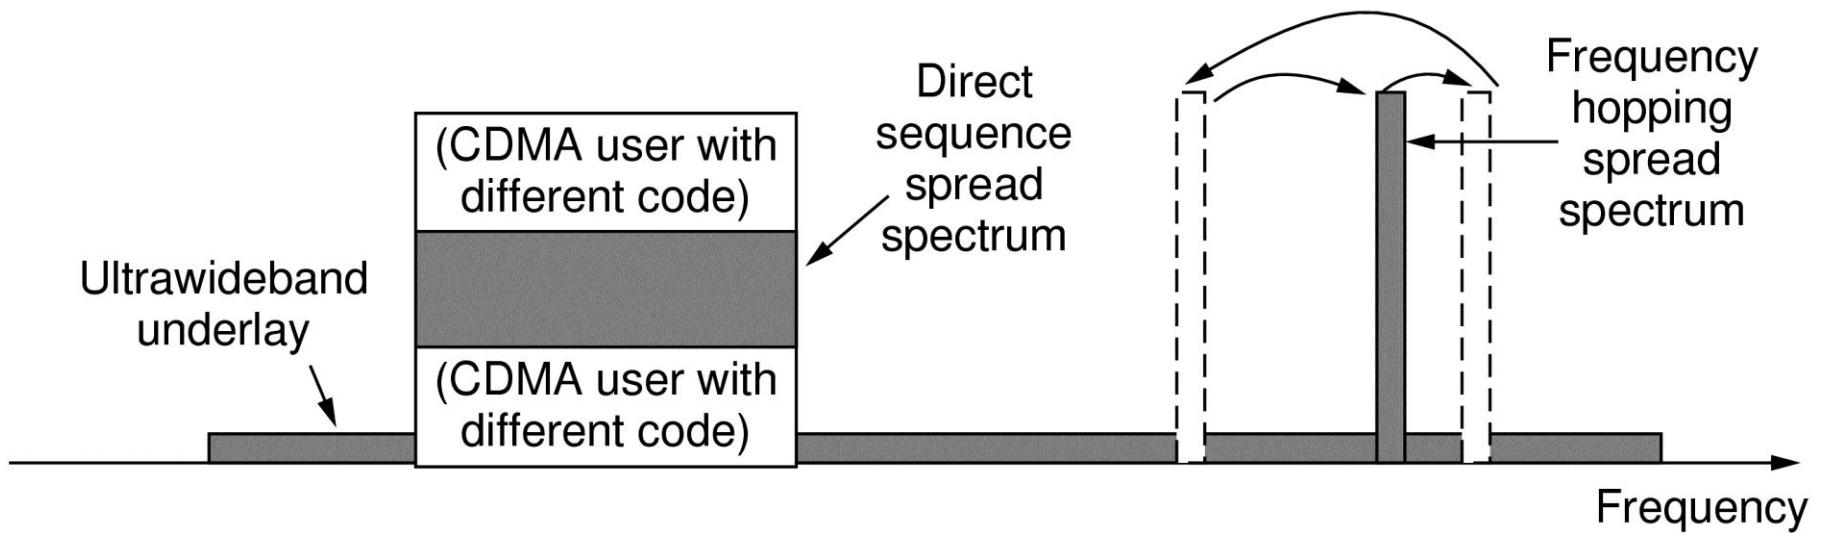 Ultrawideband
underlay
(CDMA user with
different code)
(CDMA user with
different code)
Direct
sequence
spread
spectrum
Frequency
hopping
spread
spectrum
Frequency